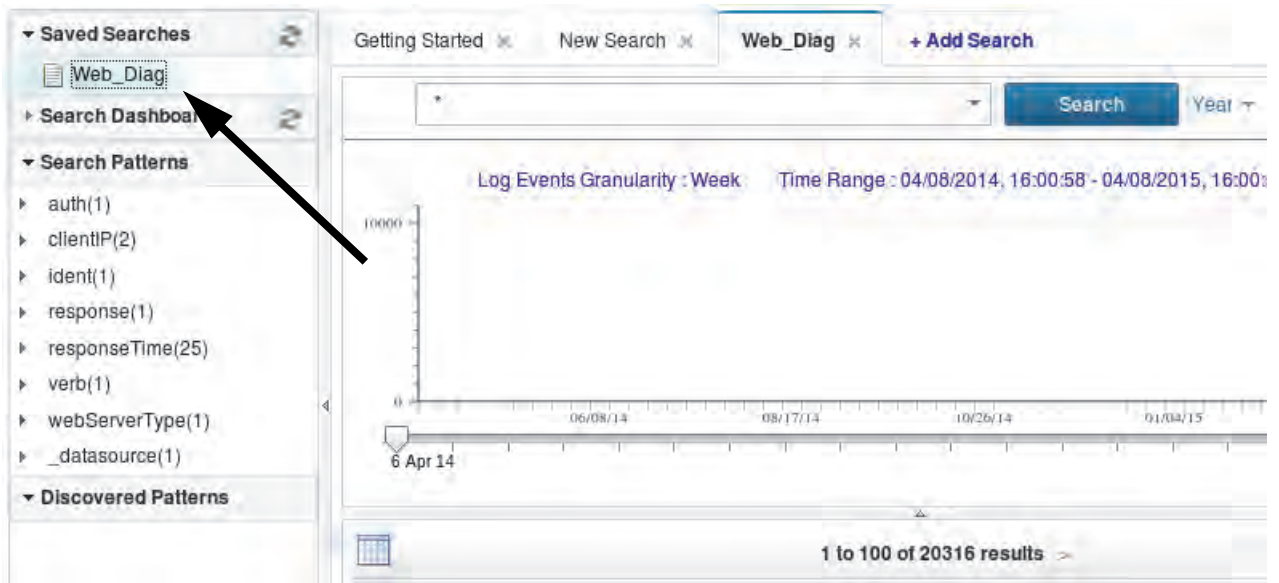 Saved Searches
Web_Diag
Search Dashboar
Search Patterns
auth(1)
clientIP(2)
ident(1)
response(1)
responseTime(25)
verb(1)
webServerType(1)
_datasource(1)
Discovered Patterns
Getting Started New Search Web_Diag + Add Search
* Search Year
Log Events Granularity : Week Time Range : 04/08/2014, 16:00:58 - 04/08/2015, 16:00:
10000
0
06/08/14 08/17/14 10/26/14 01/04/15
6 Apr 14
1 to 100 of 20316 results >